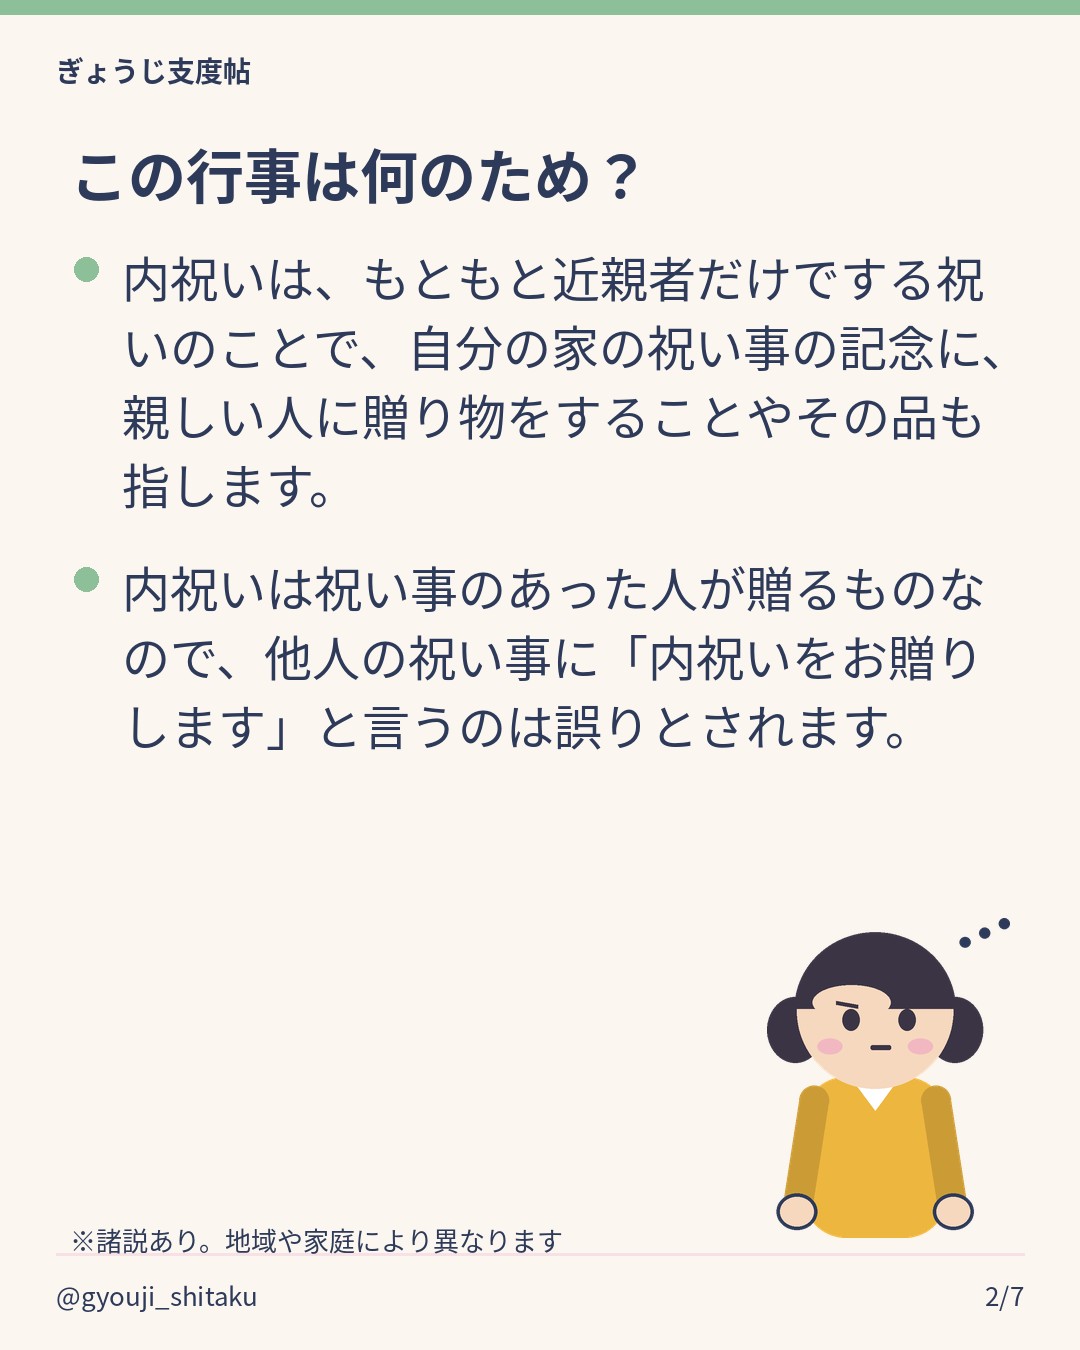 ぎょうじ支度帖
この行事は何のため？
内祝いは、もともと近親者だけでする祝
いのことで、自分の家の祝い事の記念に、
親しい人に贈り物をすることやその品も
指します。
内祝いは祝い事のあった人が贈るものな
ので、他人の祝い事に「内祝いをお贈り
します」と言うのは誤りとされます。
※諸説あり。地域や家庭により異なります
@gyouji_shitaku
2/7